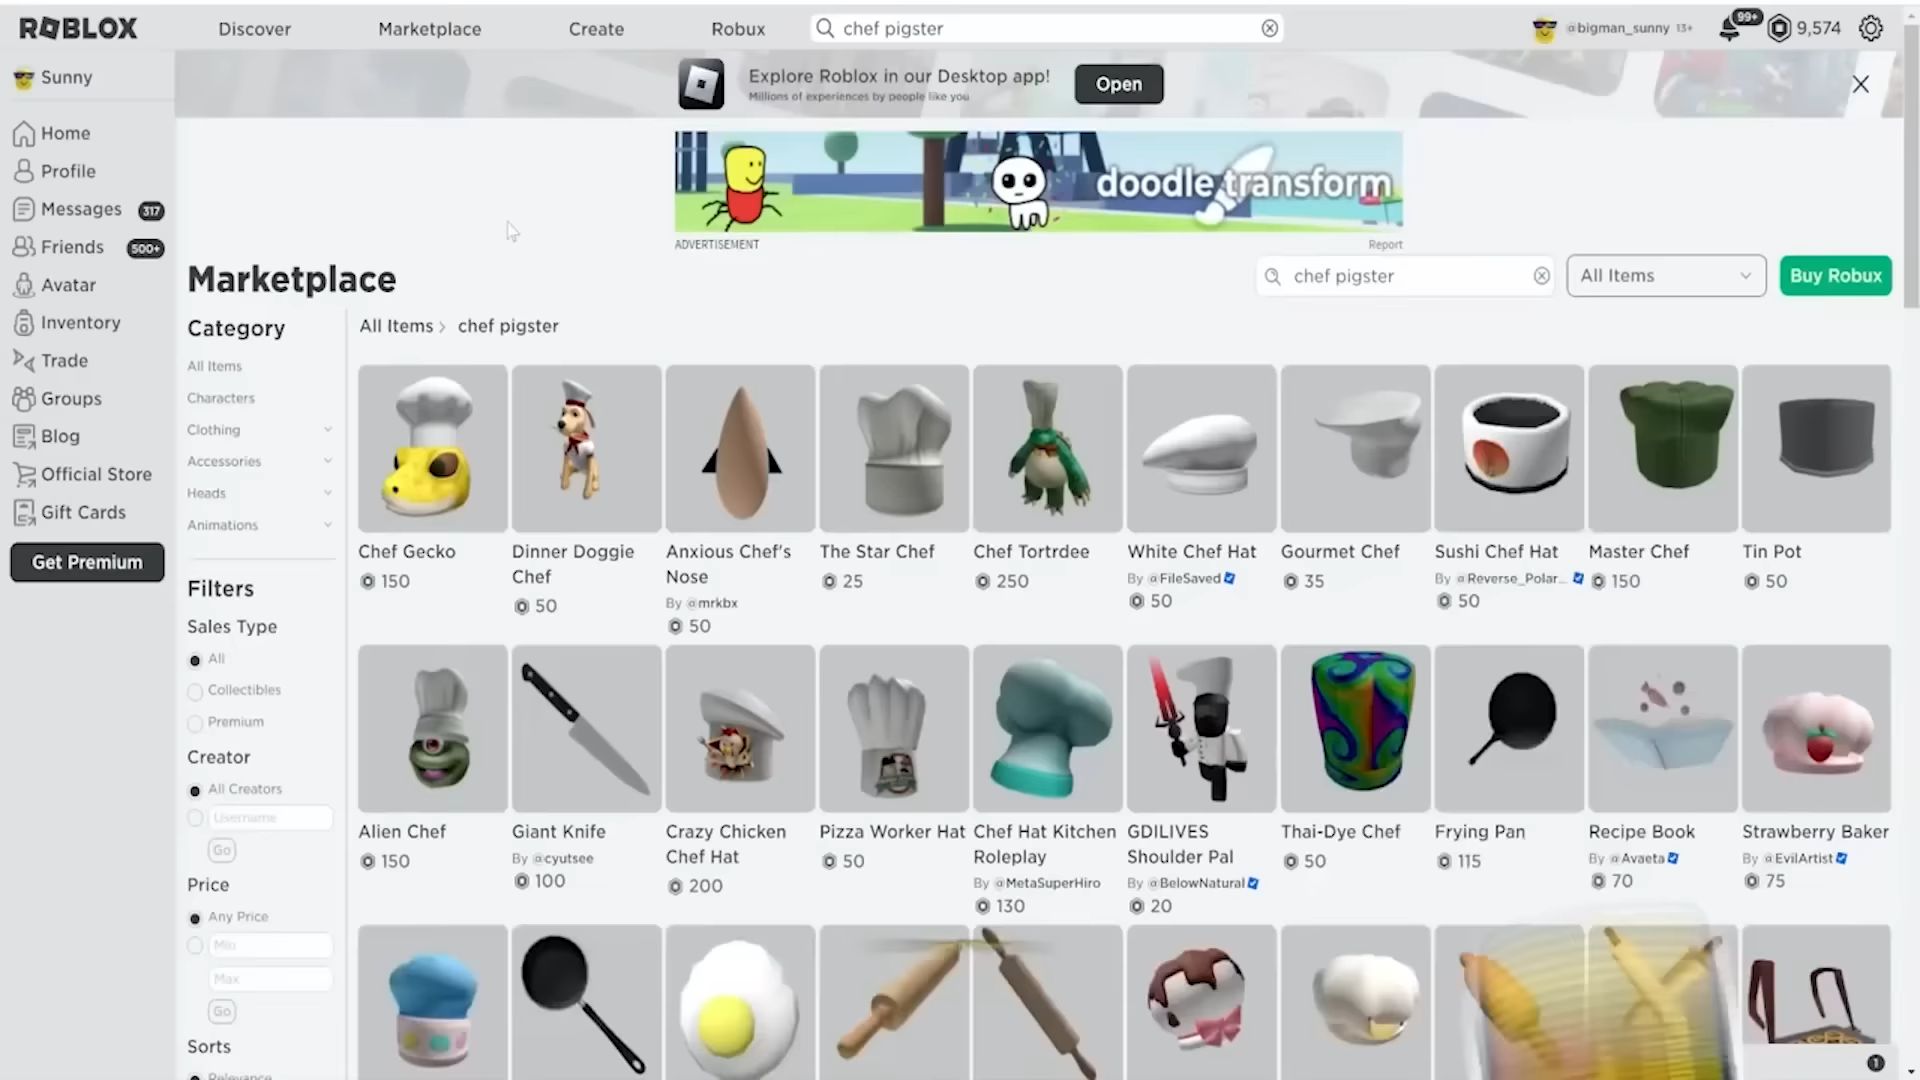 ROBLOX
Discover
Marketplace
Create
Robux
chef pigster
@bigman_sunny 13+
99+
9,574
Sunny
Explore Roblox in our Desktop app!
Millions of experiences by people like you
Open
Home
Profile
Messages
317
Friends
500+
Avatar
Inventory
Trade
Groups
Blog
Official Store
Gift Cards
Get Premium
doodle transform
ADVERTISEMENT
Report
Marketplace
chef pigster
All Items
Buy Robux
Category
All Items
Characters
Clothing
Accessories
Heads
Animations
Filters
Sales Type
All
Collectibles
Premium
Creator
All Creators
Username
Go
Price
Any Price
Min
Max
Go
Sorts
Relevance
All Items > chef pigster
Chef Gecko
150
Dinner Doggie
Chef
50
Anxious Chef's
Nose
By @mrkbx
50
The Star Chef
25
Chef Tortrdee
250
White Chef Hat
By @FileSaved
50
Gourmet Chef
35
Sushi Chef Hat
By @Reverse_Polar...
50
Master Chef
150
Tin Pot
50
Alien Chef
150
Giant Knife
By @cyutsee
100
Crazy Chicken
Chef Hat
200
Pizza Worker Hat
50
Chef Hat Kitchen
Roleplay
By @MetaSuperHiro
130
GDILIVES
Shoulder Pal
By @BelowNatural
20
Thai-Dye Chef
50
Frying Pan
115
Recipe Book
By @Avaeta
70
Strawberry Baker
By @EvilArtist
75
1